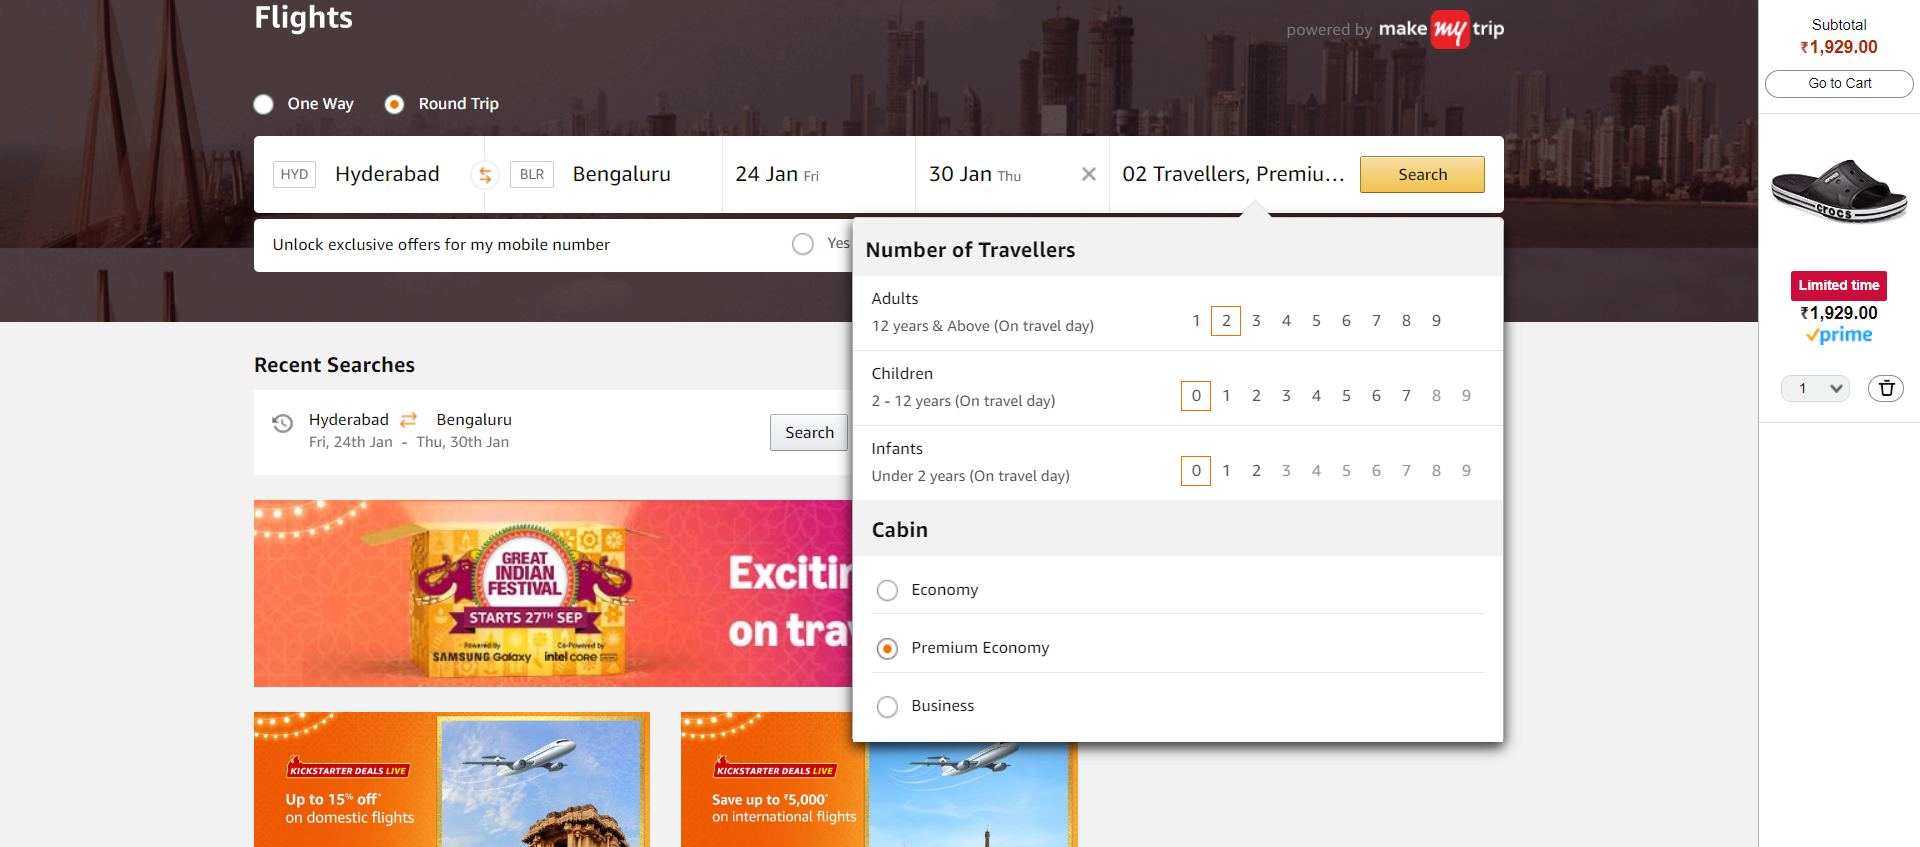 Flights
powered by make my trip
One Way
Round Trip
HYD Hyderabad
BLR Bengaluru
24 Jan Fri
30 Jan Thu
02 Travellers, Premiu...
Search
Unlock exclusive offers for my mobile number
Yes
Number of Travellers
Adults
12 years & Above (On travel day)
1 2 3 4 5 6 7 8 9
Children
2 - 12 years (On travel day)
0 1 2 3 4 5 6 7 8 9
Infants
Under 2 years (On travel day)
0 1 2 3 4 5 6 7 8 9
Cabin
Economy
Premium Economy
Business
Recent Searches
Hyderabad Bengaluru
Fri, 24th Jan - Thu, 30th Jan
Search
GREAT
INDIAN
FESTIVAL
STARTS 27TH SEP
Powered by
SAMSUNG Galaxy
Co-Powered by
intel CORE
Excitin
on tra
KICKSTARTER DEALS LIVE
Up to 15% off*
on domestic flights
KICKSTARTER DEALS LIVE
Save up to ₹5,000*
on international flights
Subtotal
₹1,929.00
Go to Cart
crocs
Limited time
₹1,929.00
prime
1